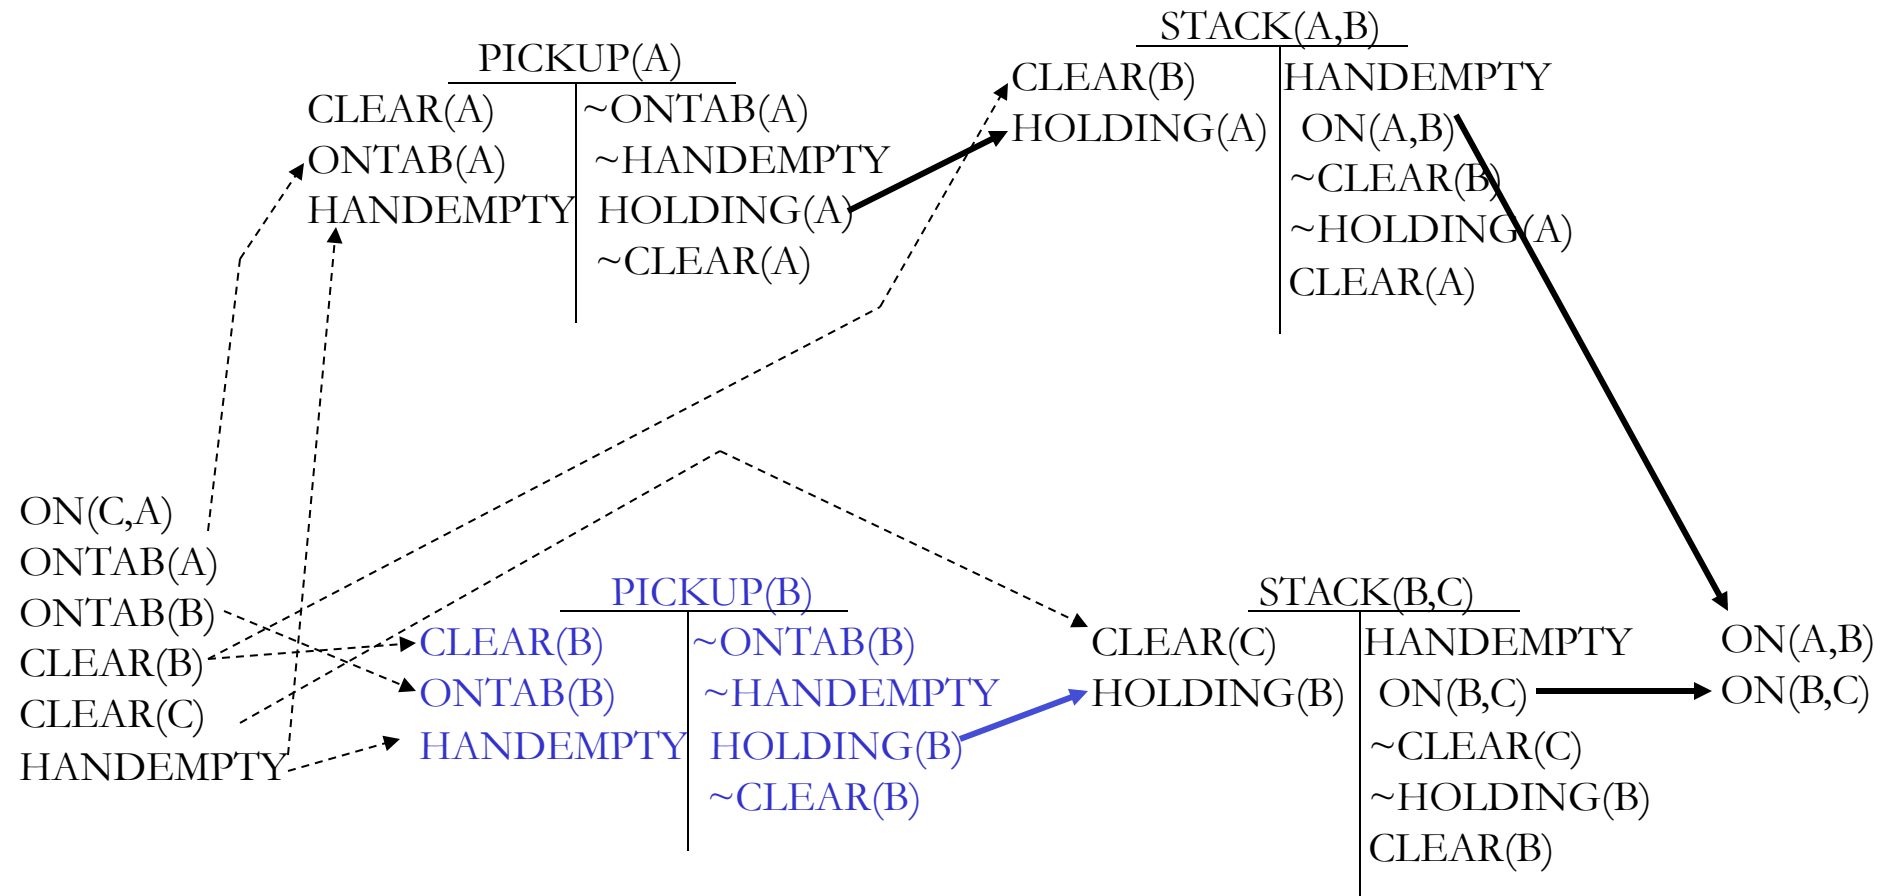 STACK(A,B)
PICKUP(A)
CLEAR(B)
HANDEMPTY
HOLDING(A)
ON(A,B)
~CLEAR(B)
~HOLDING(A)
CLEAR(A)
CLEAR(A)
~ONTAB(A)
ONTAB(A)
~HANDEMPTY
HANDEMPTY
HOLDING(A)
~CLEAR(A)
ON(C,A)
ONTAB(A)
ONTAB(B)
CLEAR(B)
CLEAR(C)
HANDEMPTY
PICKUP(B)
CLEAR(B)
~ONTAB(B)
ONTAB(B)
~HANDEMPTY
HANDEMPTY
HOLDING(B)
~CLEAR(B)
STACK(B,C)
CLEAR(C)
HANDEMPTY
HOLDING(B)
ON(B,C)
~CLEAR(C)
~HOLDING(B)
CLEAR(B)
ON(A,B)
ON(B,C)